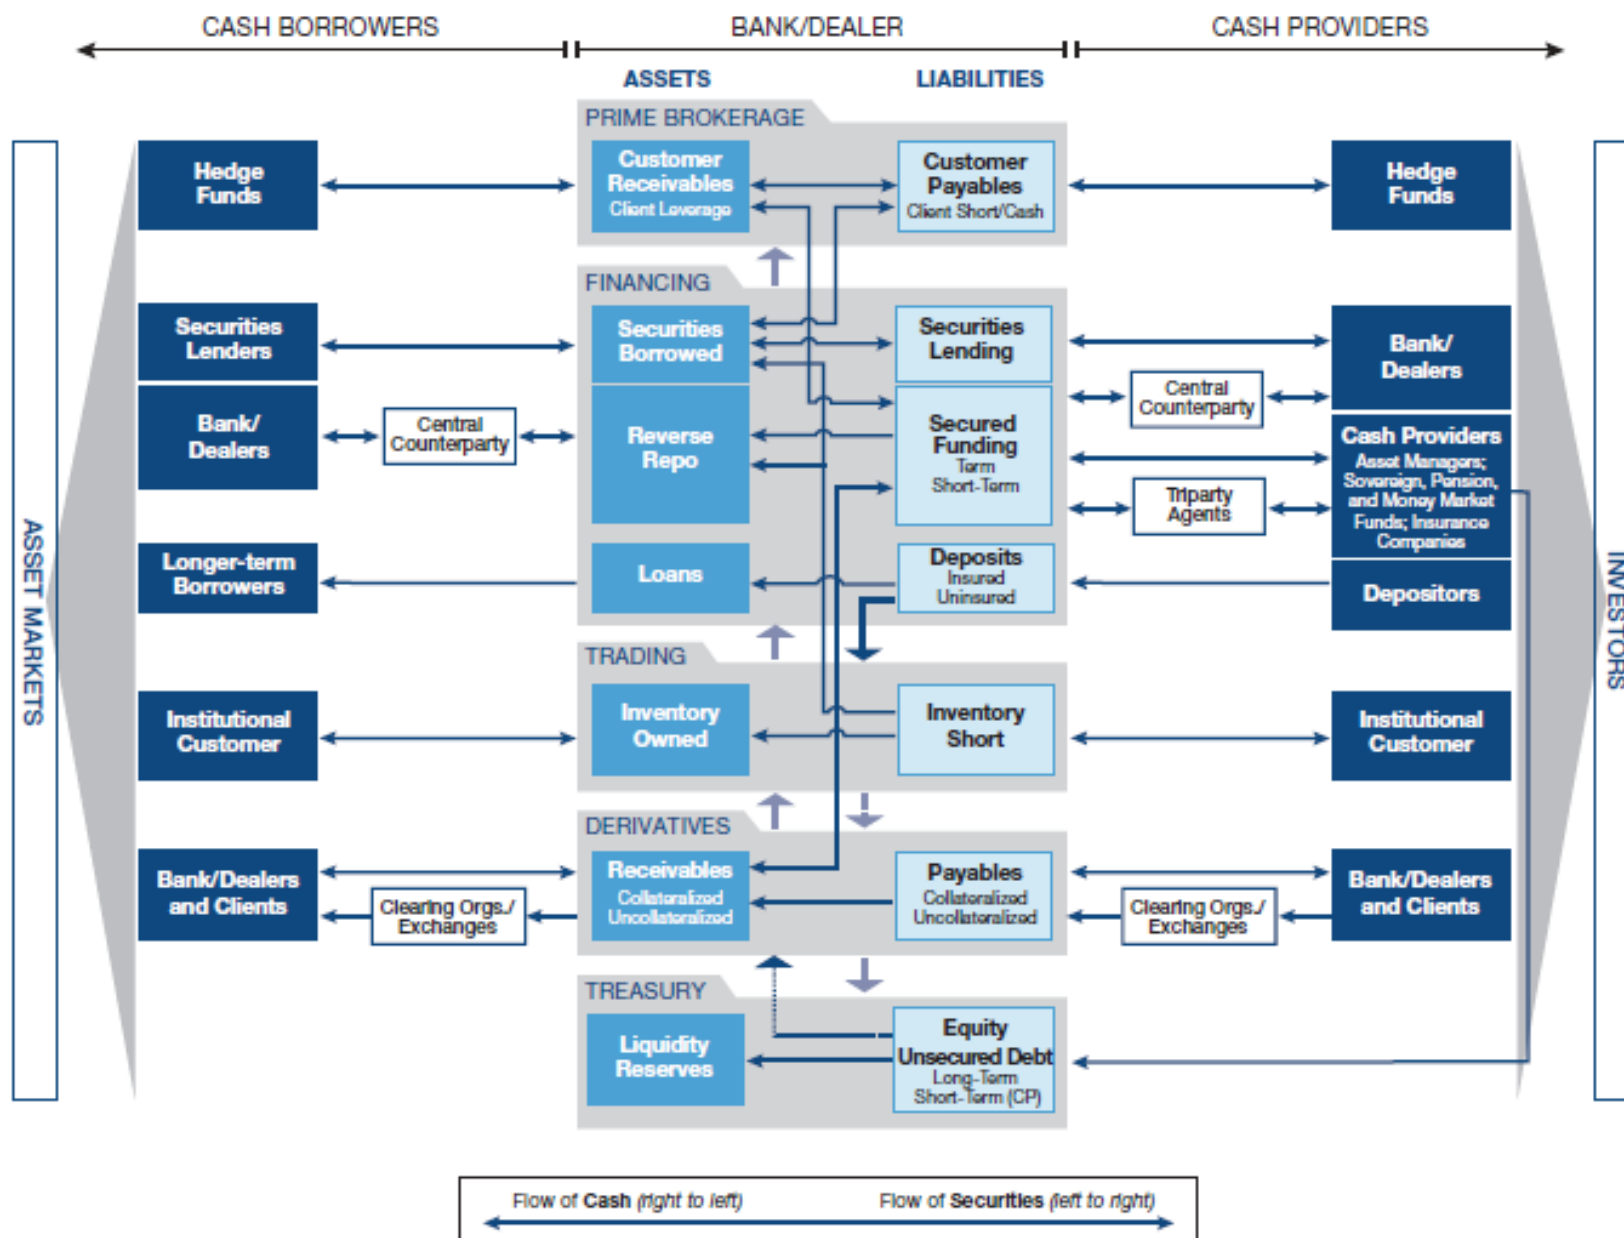 CASH BORROWERS
BANK/DEALER
CASH PROVIDERS
ASSETS
LIABILITIES
PRIME BROKERAGE
Hedge
Funds
Customer
Receivables
Client Leverage
Customer
Payables
Client Short/Cash
Hedge
Funds
FINANCING
Securities
Lenders
Securities
Borrowed
Securities
Lending
Bank/
Dealers
Bank/
Dealers
Central
Counterparty
Reverse
Repo
Secured
Funding
Term
Short-Term
Central
Counterparty
Triparty
Agents
Cash Providers
Asset Managers;
Sovereign, Pension,
and Money Market
Funds; Insurance
Companies
Longer-term
Borrowers
Loans
Deposits
Insured
Uninsured
Depositors
ASSET MARKETS
INVESTORS
TRADING
Institutional
Customer
Inventory
Owned
Inventory
Short
Institutional
Customer
DERIVATIVES
Bank/Dealers
and Clients
Clearing Orgs./
Exchanges
Receivables
Collateralized
Uncollateralized
Payables
Collateralized
Uncollateralized
Clearing Orgs./
Exchanges
Bank/Dealers
and Clients
TREASURY
Liquidity
Reserves
Equity
Unsecured Debt
Long-Term
Short-Term (CP)
Flow of Cash (right to left)
Flow of Securities (left to right)